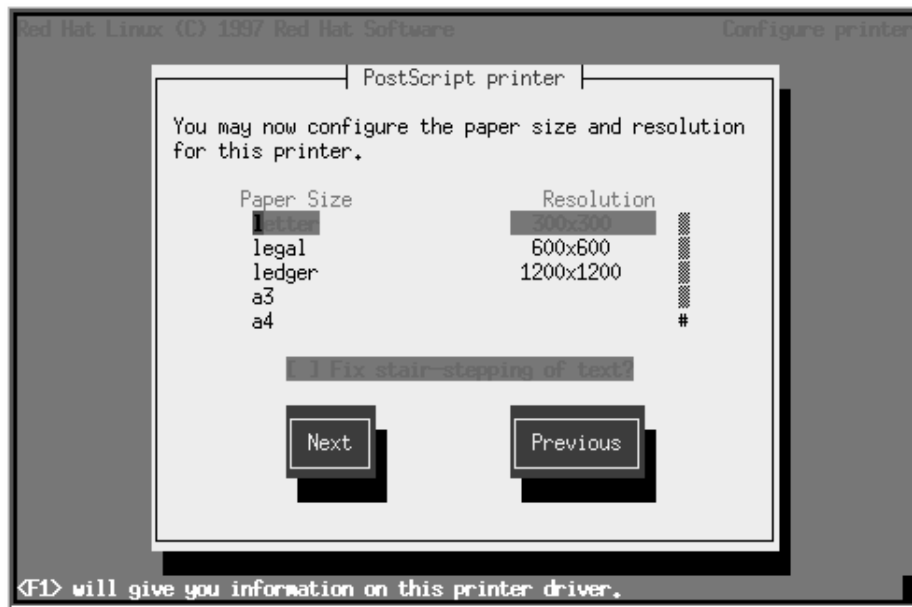 Red Hat Linux (C) 1997 Red Hat Software Configure printer
PostScript printer
You may now configure the paper size and resolution
for this printer.
Paper Size Resolution
letter 300x300
legal 600x600
ledger 1200x1200
a3
a4 #
[ ] Fix stair-stepping of text?
Next Previous
<F1> will give you information on this printer driver.